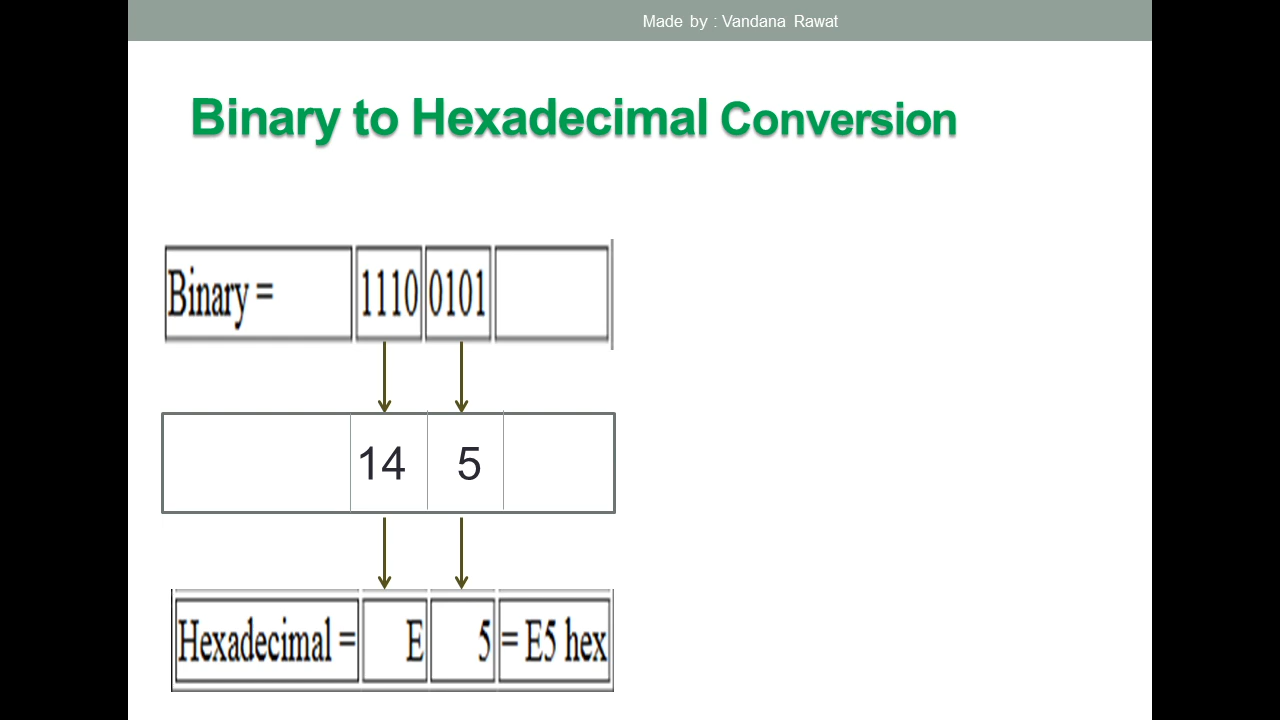 Made by : Vandana Rawat
Binary to Hexadecimal Conversion
Binary = 1110 0101
14 5
Hexadecimal = E 5 = E5 hex